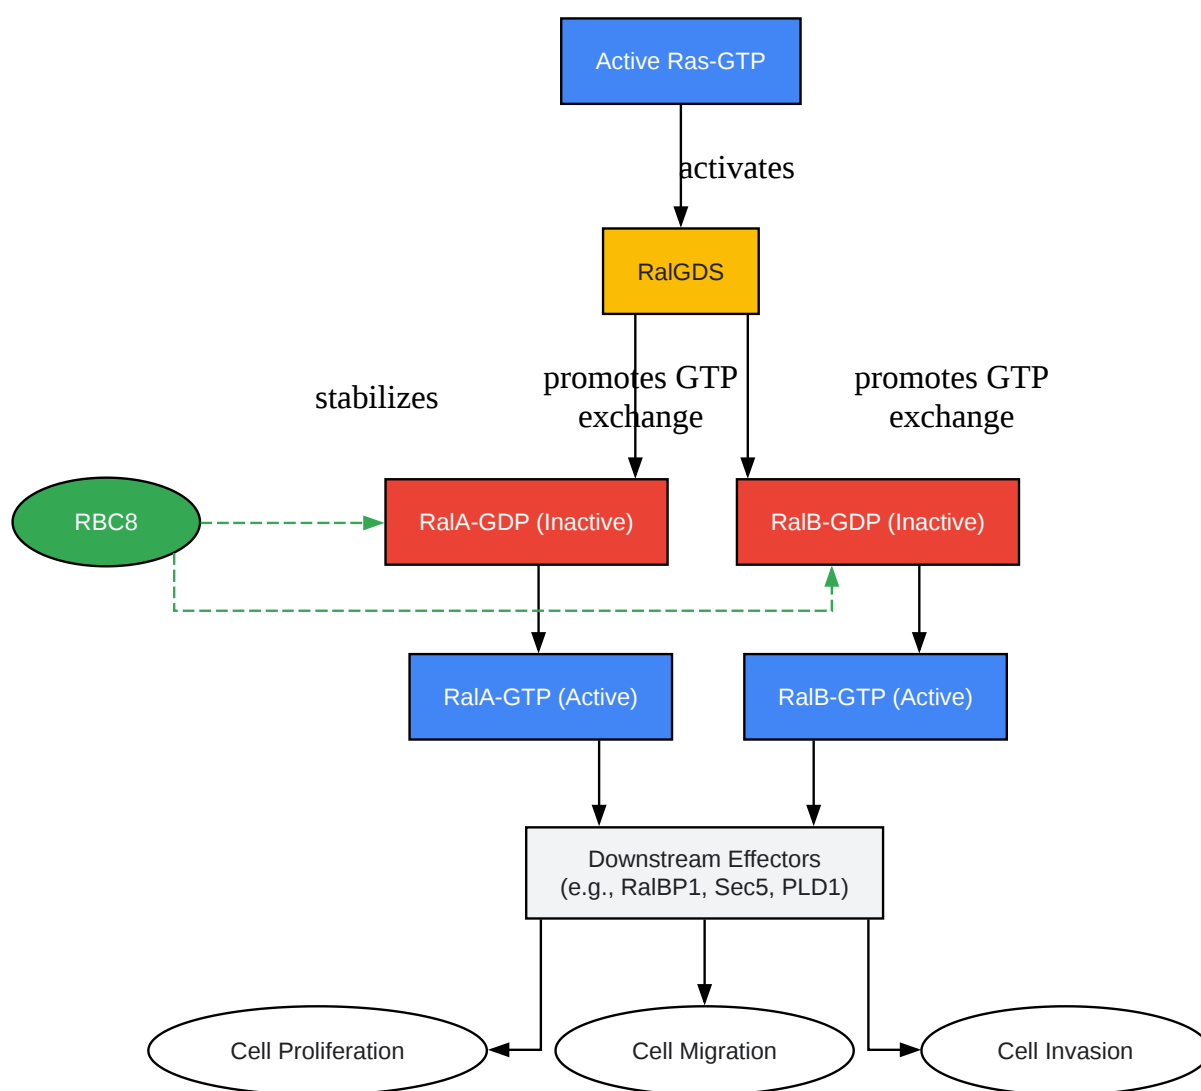 Active Ras-GTP
activates
RalGDS
stabilizes
promotes GTP
exchange
promotes GTP
exchange
RBC8
RalA-GDP (Inactive)
RalB-GDP (Inactive)
RalA-GTP (Active)
RalB-GTP (Active)
Downstream Effectors
(e.g., RalBP1, Sec5, PLD1)
Cell Proliferation
Cell Migration
Cell Invasion